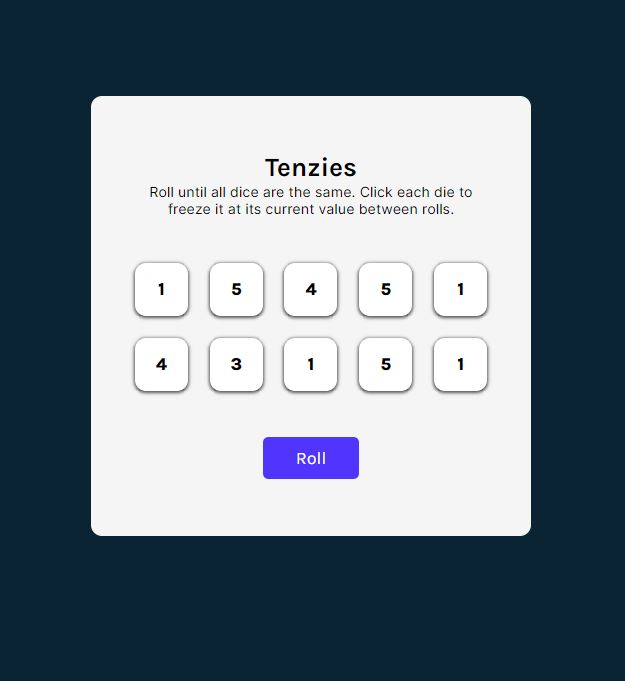 Tenzies
Roll until all dice are the same. Click each die to
freeze it at its current value between rolls.
1 5 4 5 1
4 3 1 5 1
Roll